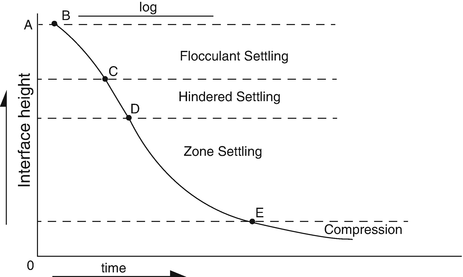 log
A
B
Flocculant Settling
C
Hindered Settling
D
Zone Settling
Interface height
E
Compression
0
time